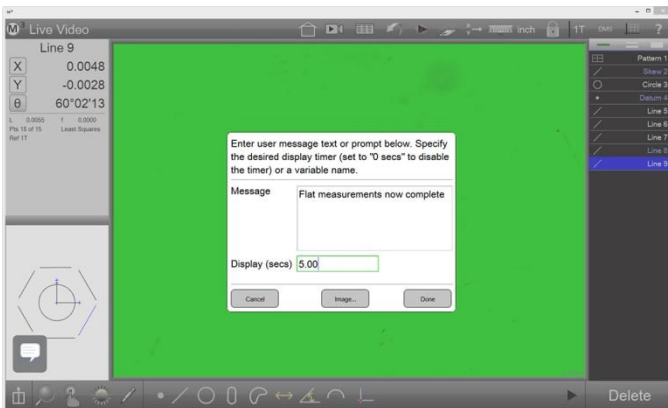 M³ Live Video
inch
1T
DMS
?
Line 9
X 0.0048
Y -0.0028
θ 60°02'13
L 0.0055 f 0.0000
Pts 15 of 15 Least Squares
Ref 1T
Pattern 1
Skew 2
Circle 3
Datum 4
Line 5
Line 6
Line 7
Line 8
Line 9
Enter user message text or prompt below. Specify
the desired display timer (set to "0 secs" to disable
the timer) or a variable name.
Message
Flat measurements now complete
Display (secs) 5.00
Cancel
Image...
Done
Delete